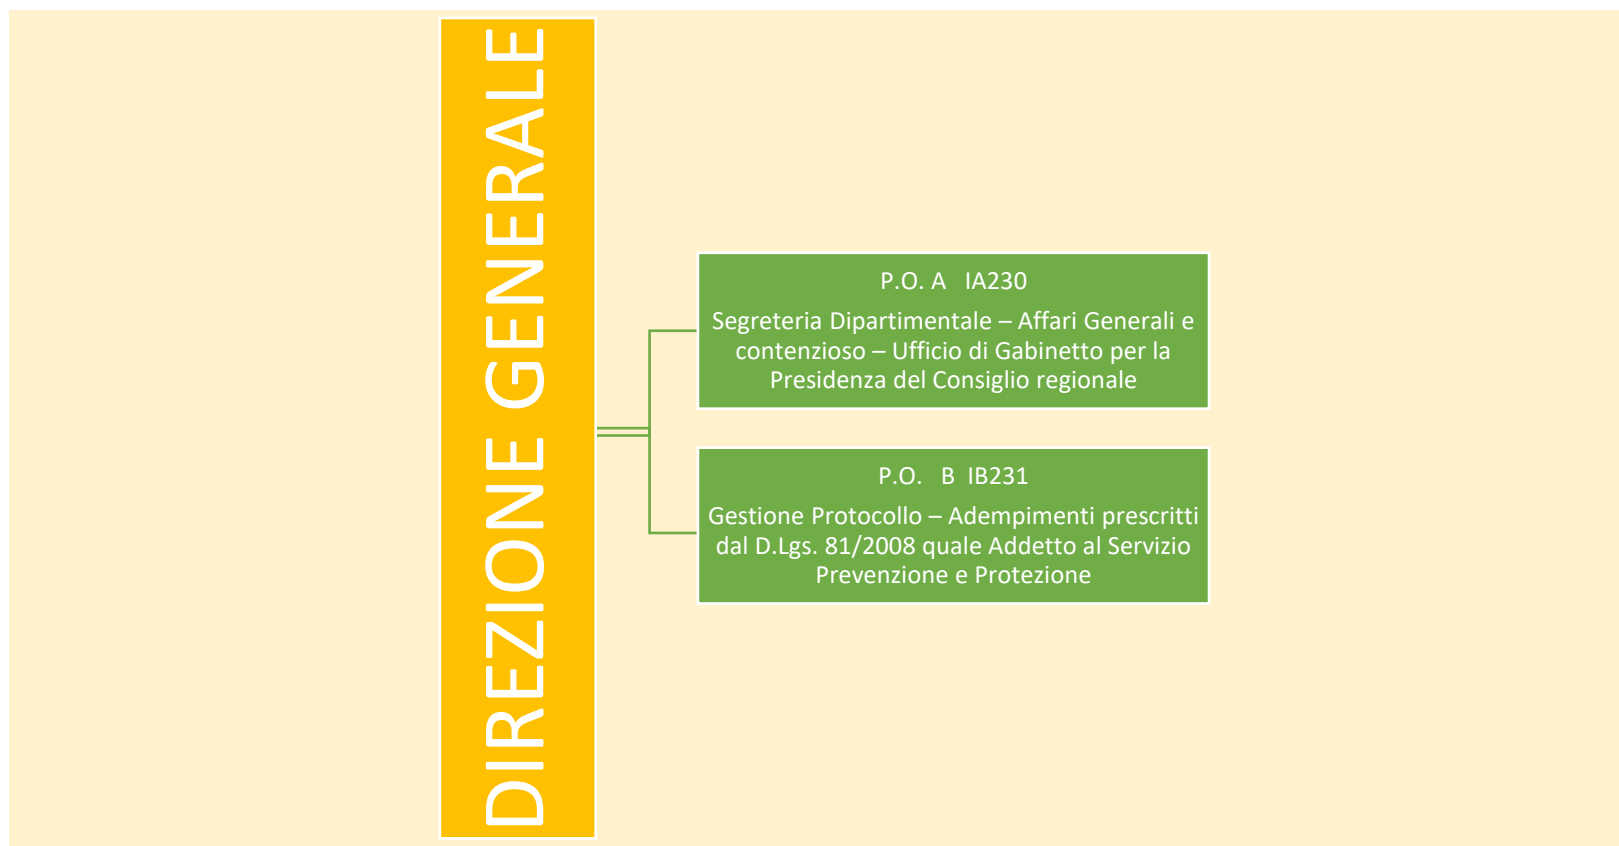 DIREZIONE GENERALE
P.O. A IA230
Segreteria Dipartimentale – Affari Generali e
contenzioso – Ufficio di Gabinetto per la
Presidenza del Consiglio regionale
P.O. B IB231
Gestione Protocollo – Adempimenti prescritti
dal D.Lgs. 81/2008 quale Addetto al Servizio
Prevenzione e Protezione